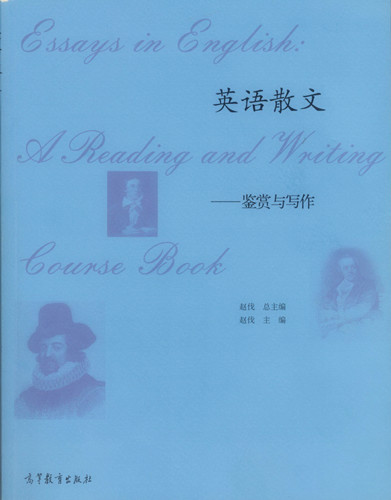 Essays in English:
英语散文
A Reading and Writing
——鉴赏与写作
Course Book
赵伐 总主编
赵伐 主 编
高等教育出版社